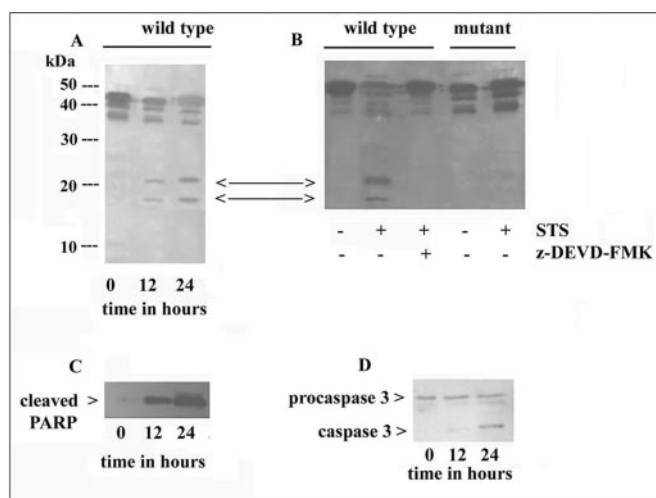 A
wild type
B
wild type
mutant
kDa
50 ---
40 ---
30 ---
20 ---
10 ---
< >
< >
- + + - +
STS
- - + - -
z-DEVD-FMK
0 12 24
time in hours
C
cleaved >
PARP
0 12 24
time in hours
D
procaspase 3 >
caspase 3 >
0 12 24
time in hours